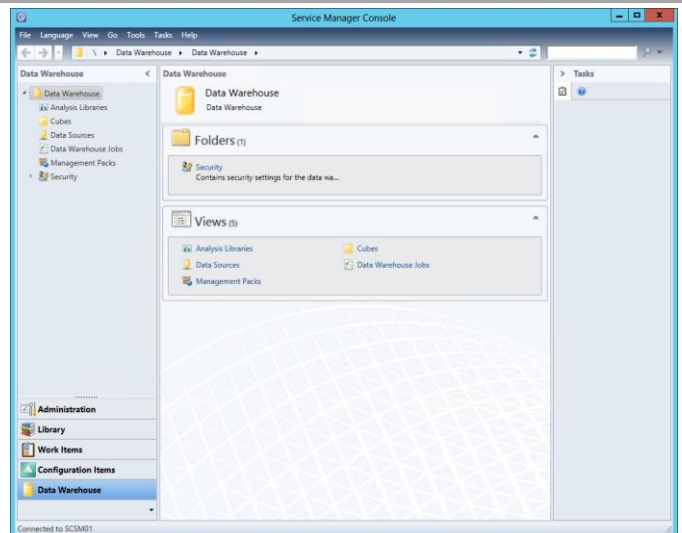 Service Manager Console
File Language View Go Tools Tasks Help
\ Data Warehouse Data Warehouse
Data Warehouse
Data Warehouse
Analysis Libraries
Cubes
Data Sources
Data Warehouse Jobs
Management Packs
Security
Administration
Library
Work Items
Configuration Items
Data Warehouse
Data Warehouse
Data Warehouse
Data Warehouse
Folders (1)
Security
Contains security settings for the data wa...
Views (5)
Analysis Libraries Cubes
Data Sources Data Warehouse Jobs
Management Packs
Tasks
Connected to SCSM01